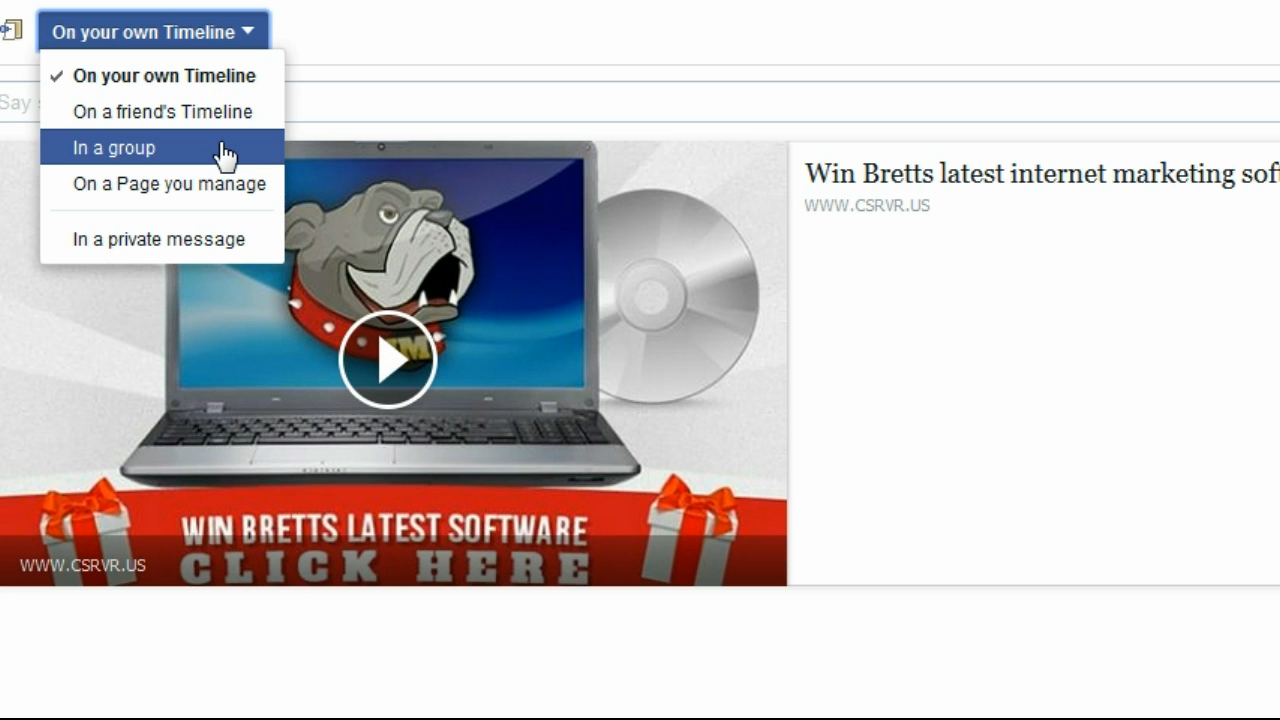 On your own Timeline
On your own Timeline
On a friend's Timeline
In a group
On a Page you manage
In a private message
Say
Win Bretts latest internet marketing sof
WWW.CSRVR.US
IM
WIN BRETTS LATEST SOFTWARE
CLICK HERE
WWW.CSRVR.US